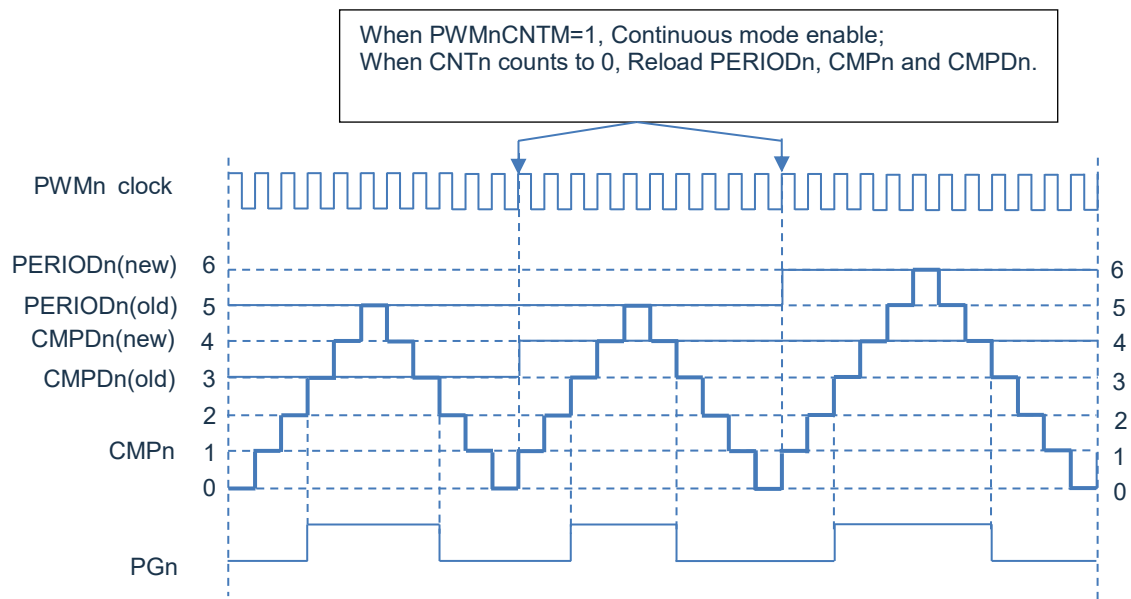 When PWMnCNTM=1, Continuous mode enable;
When CNTn counts to 0, Reload PERIODn, CMPn and CMPDn.
PWMn clock
PERIODn(new) 6 6
PERIODn(old) 5 5
CMPDn(new) 4 4
CMPDn(old) 3 3
2 2
CMPn 1 1
0 0
PGn